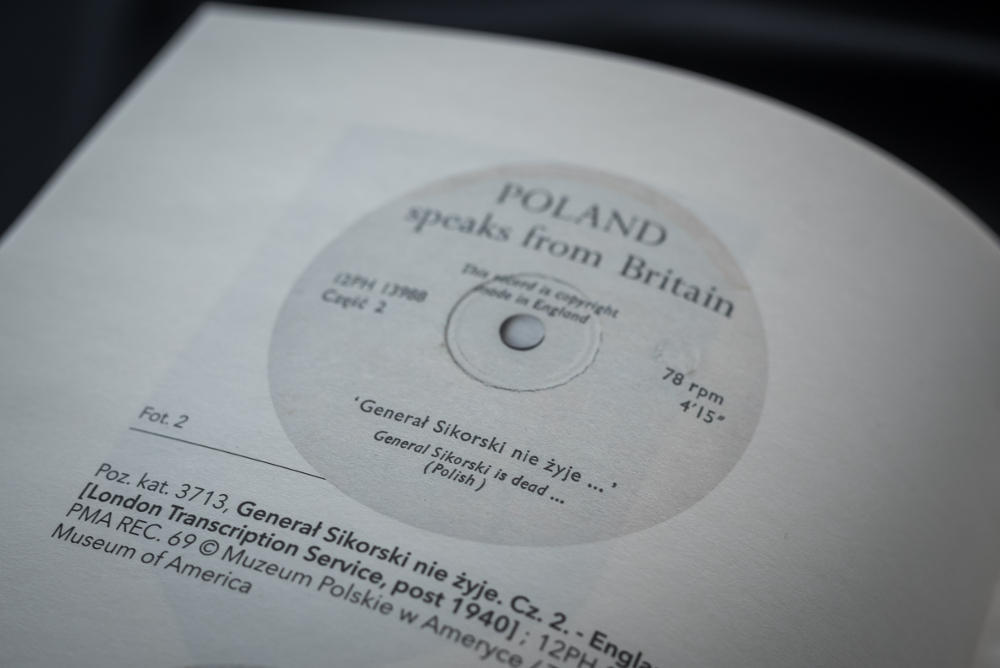 POLAND
speaks from Britain
This record is copyright
made in England
12PH 13988
Część 2
78 rpm
4'15"
'Generał Sikorski nie żyje ... '
General Sikorski is dead ...
(Polish)
Fot. 2
Poz. kat. 3713, Generał Sikorski nie żyje. Cz. 2. - Engla
[London Transcription Service, post 1940] ; 12PH
PMA REC. 69 © Muzeum Polskie w Ameryce /
Museum of America